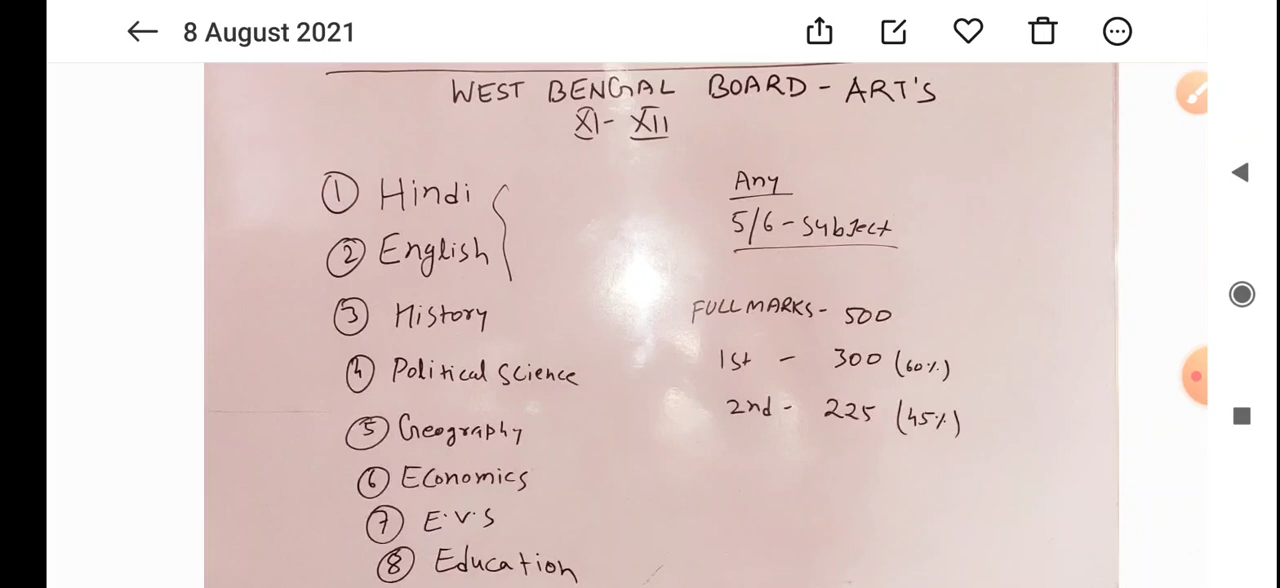 8 August 2021
WEST BENGAL BOARD - ART'S
XI - XII
① Hindi
② English
③ History
④ Political Science
⑤ Geography
⑥ Economics
⑦ E.V.S
⑧ Education
Any
5/6 - Subject
FULL MARKS - 500
1st - 300 (60%)
2nd - 225 (45%)